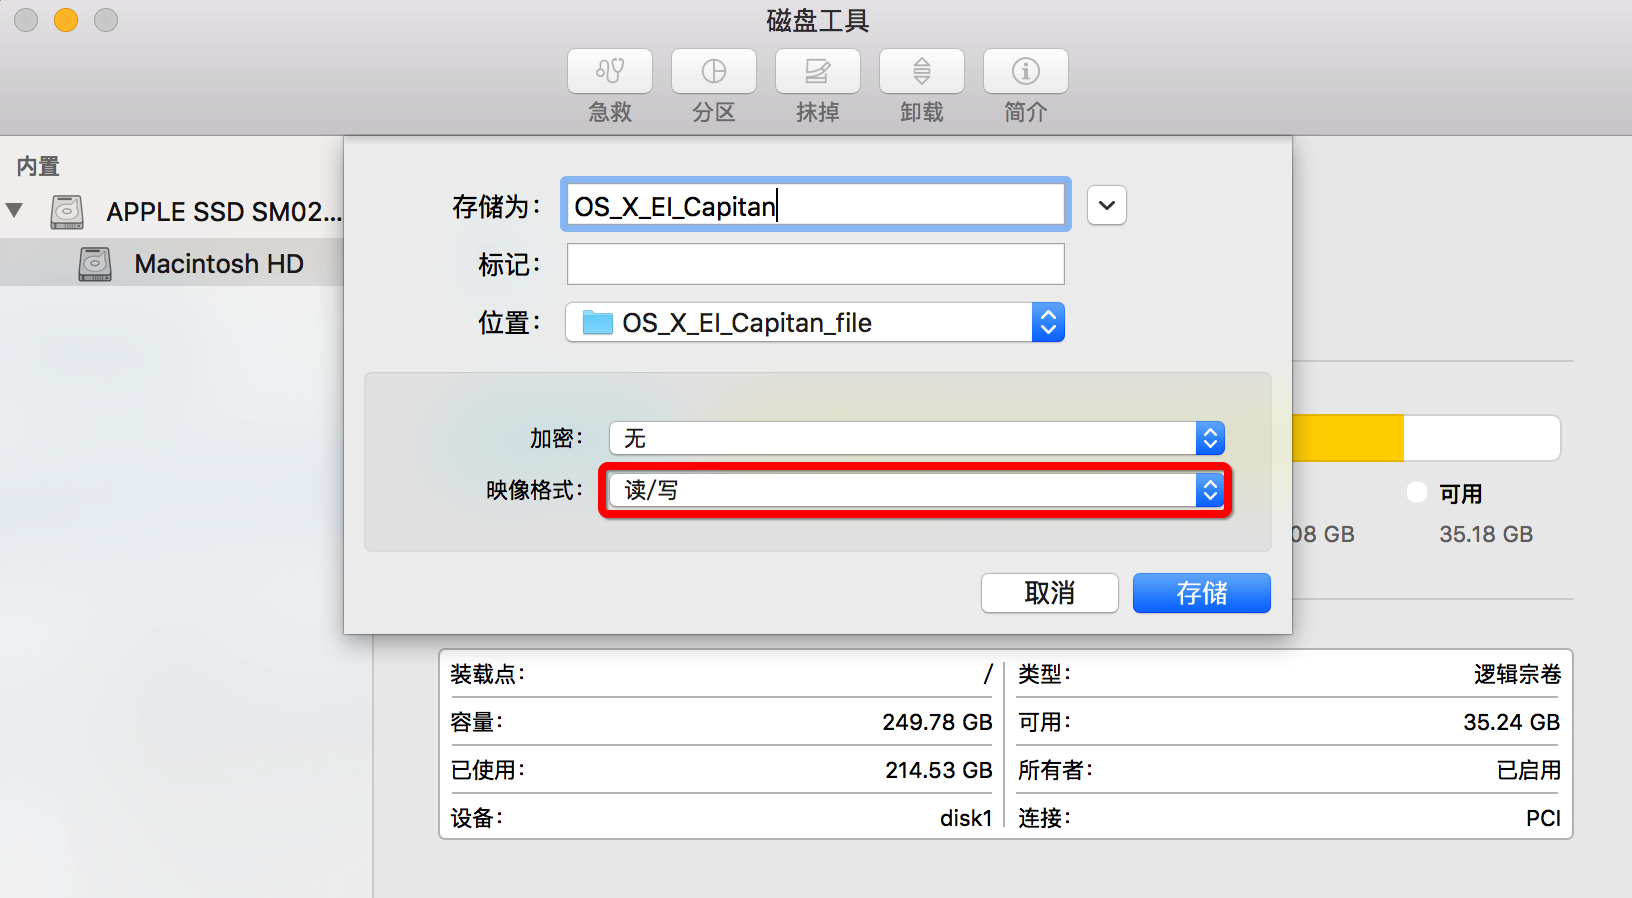 磁盘工具
急救 分区 抹掉 卸载 简介
内置
APPLE SSD SM02...
Macintosh HD
存储为: OS_X_El_Capitan
标记:
位置: OS_X_El_Capitan_file
加密: 无
映像格式: 读/写
可用
08 GB 35.18 GB
取消 存储
装载点: / 类型: 逻辑宗卷
容量: 249.78 GB 可用: 35.24 GB
已使用: 214.53 GB 所有者: 已启用
设备: disk1 连接: PCI